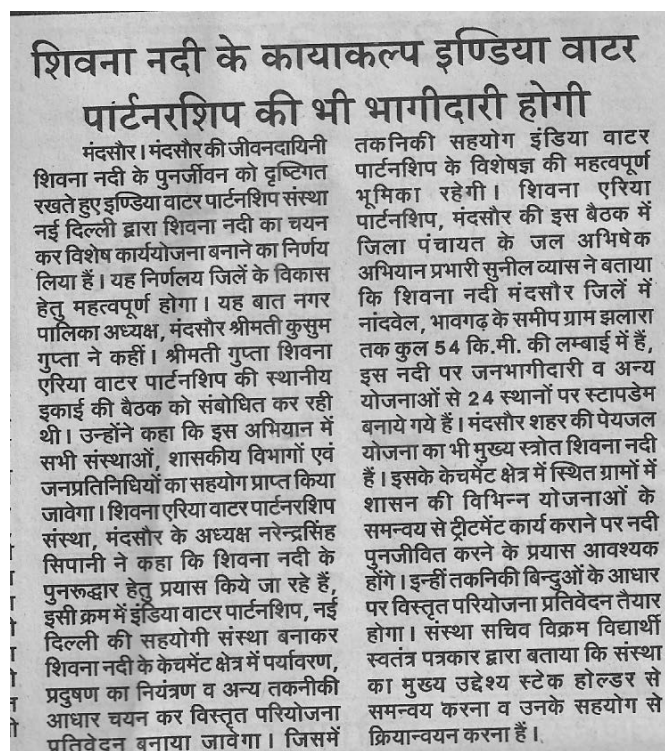 शिवना नदी के कायाकल्प इण्डिया वाटर
पार्टनरशिप की भी भागीदारी होगी
मंदसौर। मंदसौर की जीवनदायिनी
शिवना नदी के पुनर्जीवन को दृष्टिगत
रखते हुए इण्डिया वाटर पार्टनशिप संस्था
नई दिल्ली द्वारा शिवना नदी का चयन
कर विशेष कार्ययोजना बनाने का निर्णय
लिया हैं। यह निर्णलय जिलें के विकास
हेतु महत्वपूर्ण होगा। यह बात नगर
पालिका अध्यक्ष, मंदसौर श्रीमती कुसुम
गुप्ता ने कहीं। श्रीमती गुप्ता शिवना
एरिया वाटर पार्टनशिप की स्थानीय
इकाई की बैठक को संबोधित कर रही
थी। उन्होंने कहा कि इस अभियान में
सभी संस्थाओं, शासकीय विभागों एवं
जनप्रतिनिधियों का सहयोग प्राप्त किया
जावेगा। शिवना एरिया वाटर पार्टनरशिप
संस्था, मंदसौर के अध्यक्ष नरेन्द्रसिंह
सिपानी ने कहा कि शिवना नदी के
पुनरूद्धार हेतु प्रयास किये जा रहे हैं,
इसी क्रम में इंडिया वाटर पार्टनशिप, नई
दिल्ली की सहयोगी संस्था बनाकर
शिवना नदी के केचमेंट क्षेत्र में पर्यावरण,
प्रदुषण का नियंत्रण व अन्य तकनीकी
आधार चयन कर विस्तृत परियोजना
प्रतिवेदन बनाया जावेगा। जिसमें
तकनिकी सहयोग इंडिया वाटर
पार्टनशिप के विशेषज्ञ की महत्वपूर्ण
भूमिका रहेगी। शिवना एरिया
पार्टनशिप, मंदसौर की इस बैठक में
जिला पंचायत के जल अभिषेक
अभियान प्रभारी सुनील व्यास ने बताया
कि शिवना नदी मंदसौर जिलें में
नांदवेल, भावगढ़ के समीप ग्राम झलारा
तक कुल 54 कि.मी. की लम्बाई में हैं,
इस नदी पर जनभागीदारी व अन्य
योजनाओं से 24 स्थानों पर स्टापडेम
बनाये गये हैं। मंदसौर शहर की पेयजल
योजना का भी मुख्य स्त्रोत शिवना नदी
हैं। इसके केचमेंट क्षेत्र में स्थित ग्रामों में
शासन की विभिन्न योजनाओं के
समन्वय से ट्रीटमेंट कार्य कराने पर नदी
पुनजीवित करने के प्रयास आवश्यक
होंगे। इन्हीं तकनिकी बिन्दुओं के आधार
पर विस्तृत परियोजना प्रतिवेदन तैयार
होगा। संस्था सचिव विक्रम विद्यार्थी
स्वतंत्र पत्रकार द्वारा बताया कि संस्था
का मुख्य उद्देश्य स्टेक होल्डर से
समन्वय करना व उनके सहयोग से
क्रियान्वयन करना हैं।